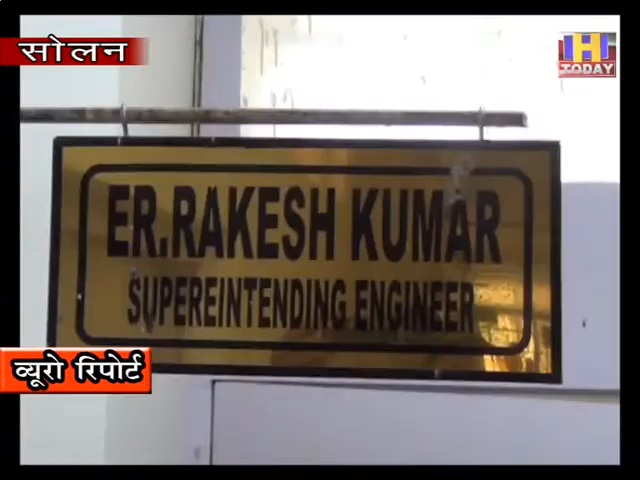 सोलन
H
TODAY
ER.RAKESH KUMAR
SUPEREINTENDING ENGINEER
व्यूरो रिपोर्ट